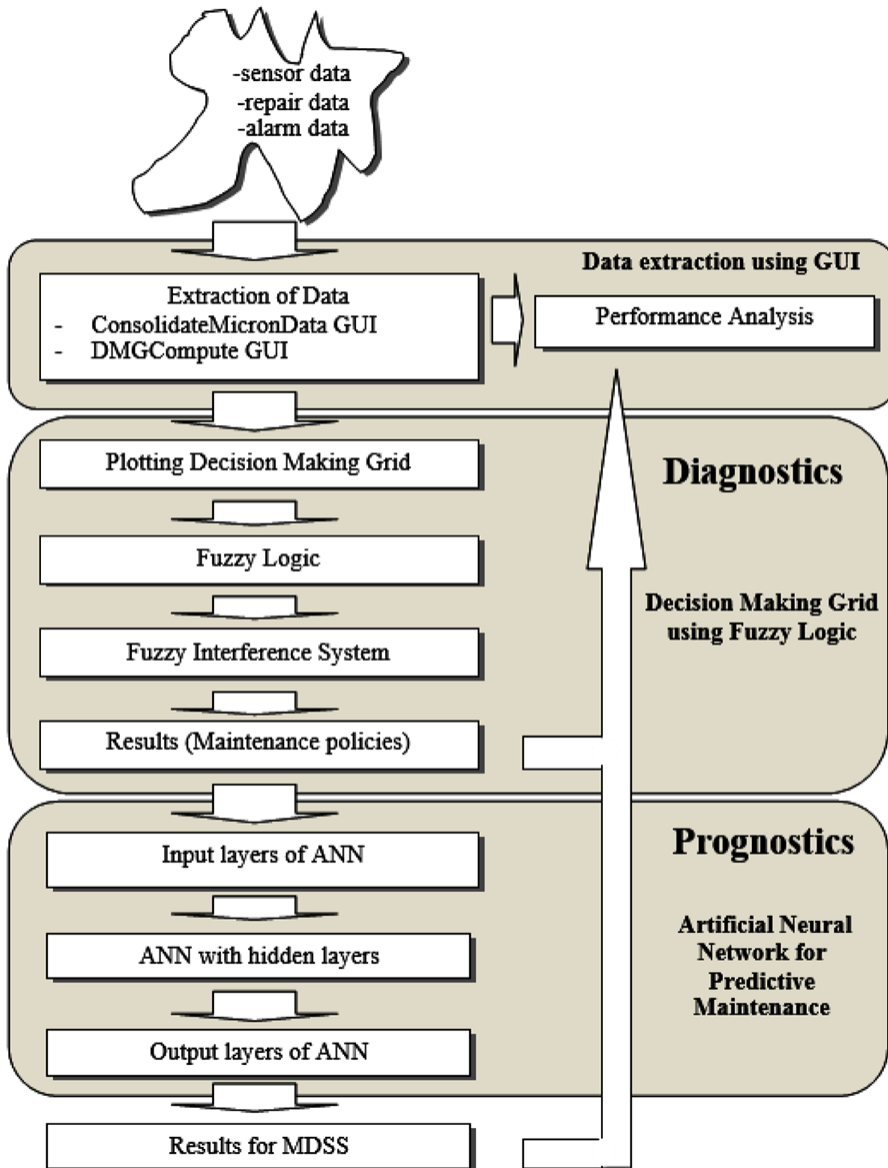 -sensor data
-repair data
-alarm data
Data extraction using GUI
Extraction of Data
- ConsolidateMicronData GUI
- DMGCompute GUI
Performance Analysis
Plotting Decision Making Grid
Diagnostics
Fuzzy Logic
Decision Making Grid
using Fuzzy Logic
Fuzzy Interference System
Results (Maintenance policies)
Prognostics
Input layers of ANN
Artificial Neural
Network for
Predictive
Maintenance
ANN with hidden layers
Output layers of ANN
Results for MDSS